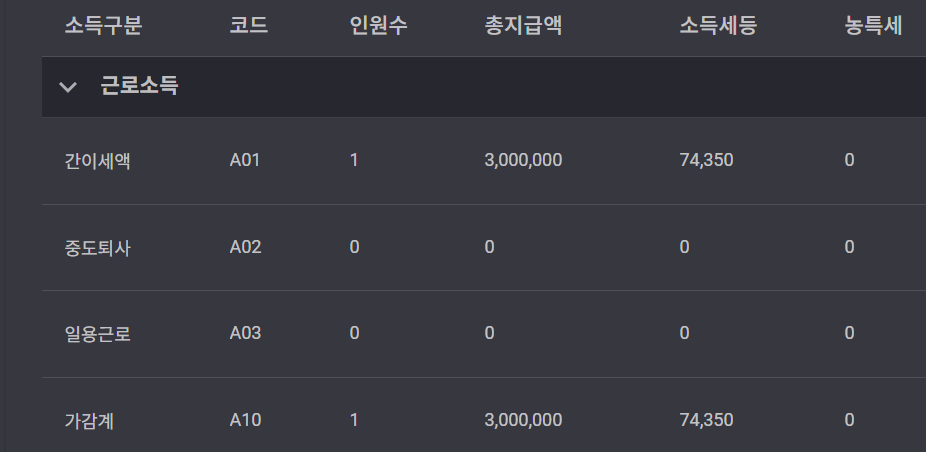 소득구분 코드 인원수 총지급액 소득세등 농특세
근로소득
간이세액 A01 1 3,000,000 74,350 0
중도퇴사 A02 0 0 0 0
일용근로 A03 0 0 0 0
가감계 A10 1 3,000,000 74,350 0